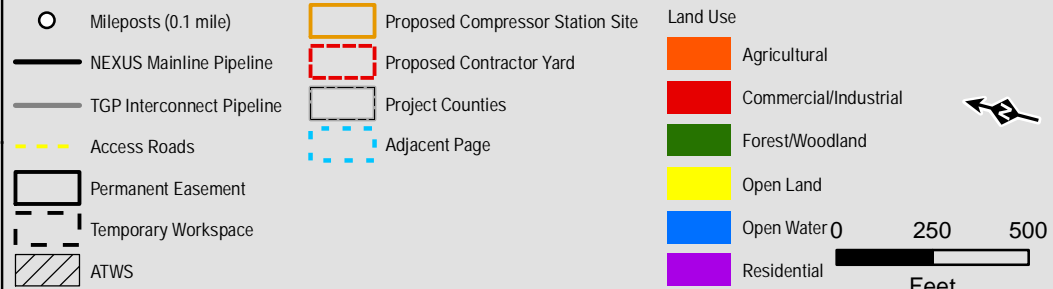 Mileposts (0.1 mile)
NEXUS Mainline Pipeline
TGP Interconnect Pipeline
Access Roads
Permanent Easement
Temporary Workspace
ATWS
Proposed Compressor Station Site
Proposed Contractor Yard
Project Counties
Adjacent Page
Land Use
Agricultural
Commercial/Industrial
Forest/Woodland
Open Land
Open Water
Residential
N
0 250 500
Feet